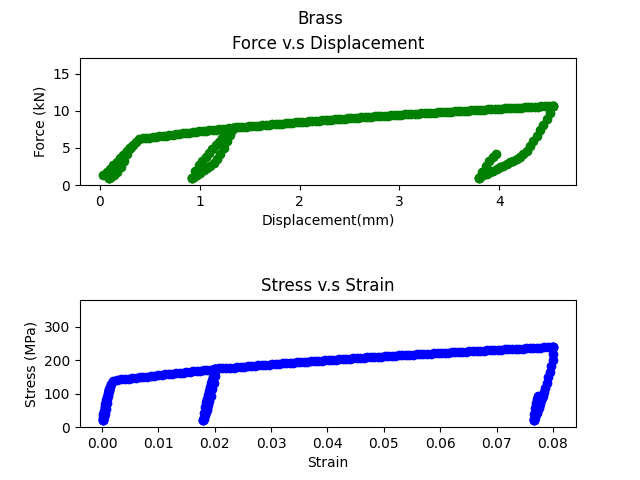 Brass
Force v.s Displacement
Force (kN)
15
10
5
0
0 1 2 3 4
Displacement(mm)
Stress v.s Strain
Stress (MPa)
300
200
100
0
0.00 0.01 0.02 0.03 0.04 0.05 0.06 0.07 0.08
Strain